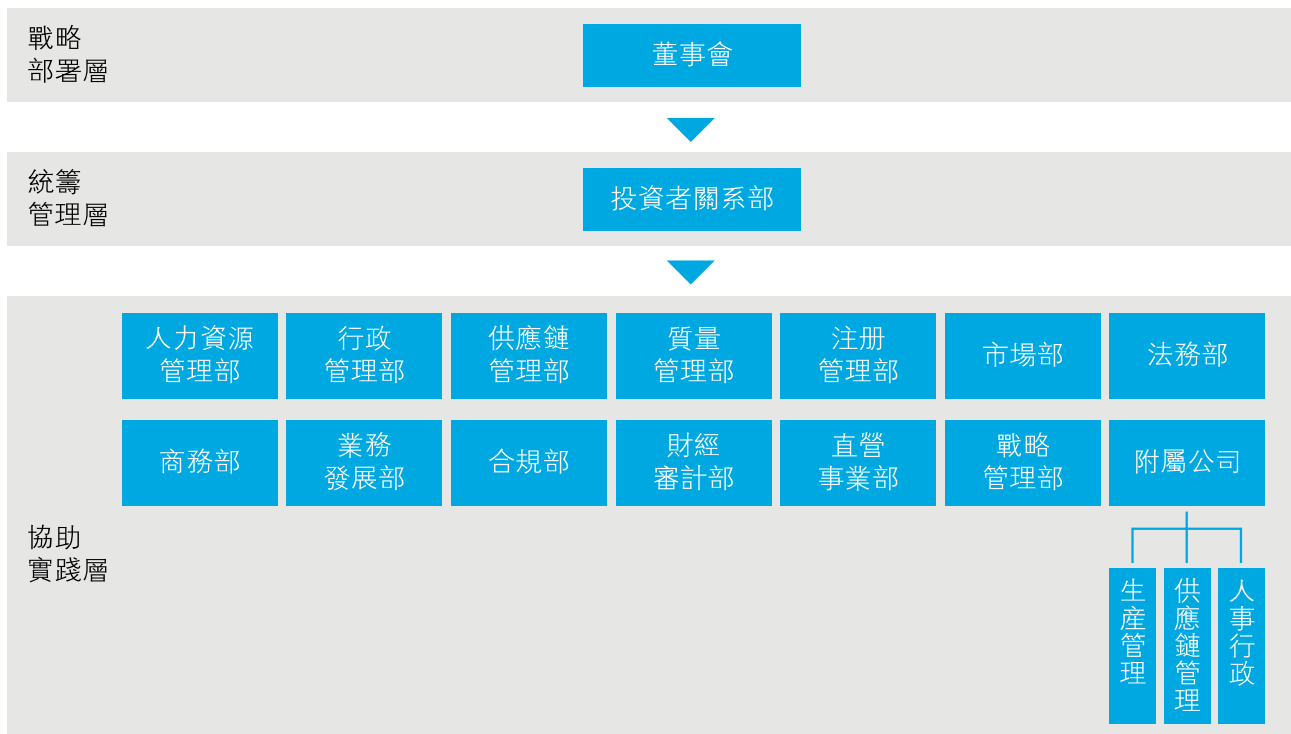 戰略
部署層
董事會
統籌
管理層
投資者關系部
人力資源
管理部
行政
管理部
供應鏈
管理部
質量
管理部
注册
管理部
市場部
法務部
商務部
業務
發展部
合規部
財經
審計部
直營
事業部
戰略
管理部
附屬公司
協助
實踐層
生産管理
供應鏈管理
人事行政